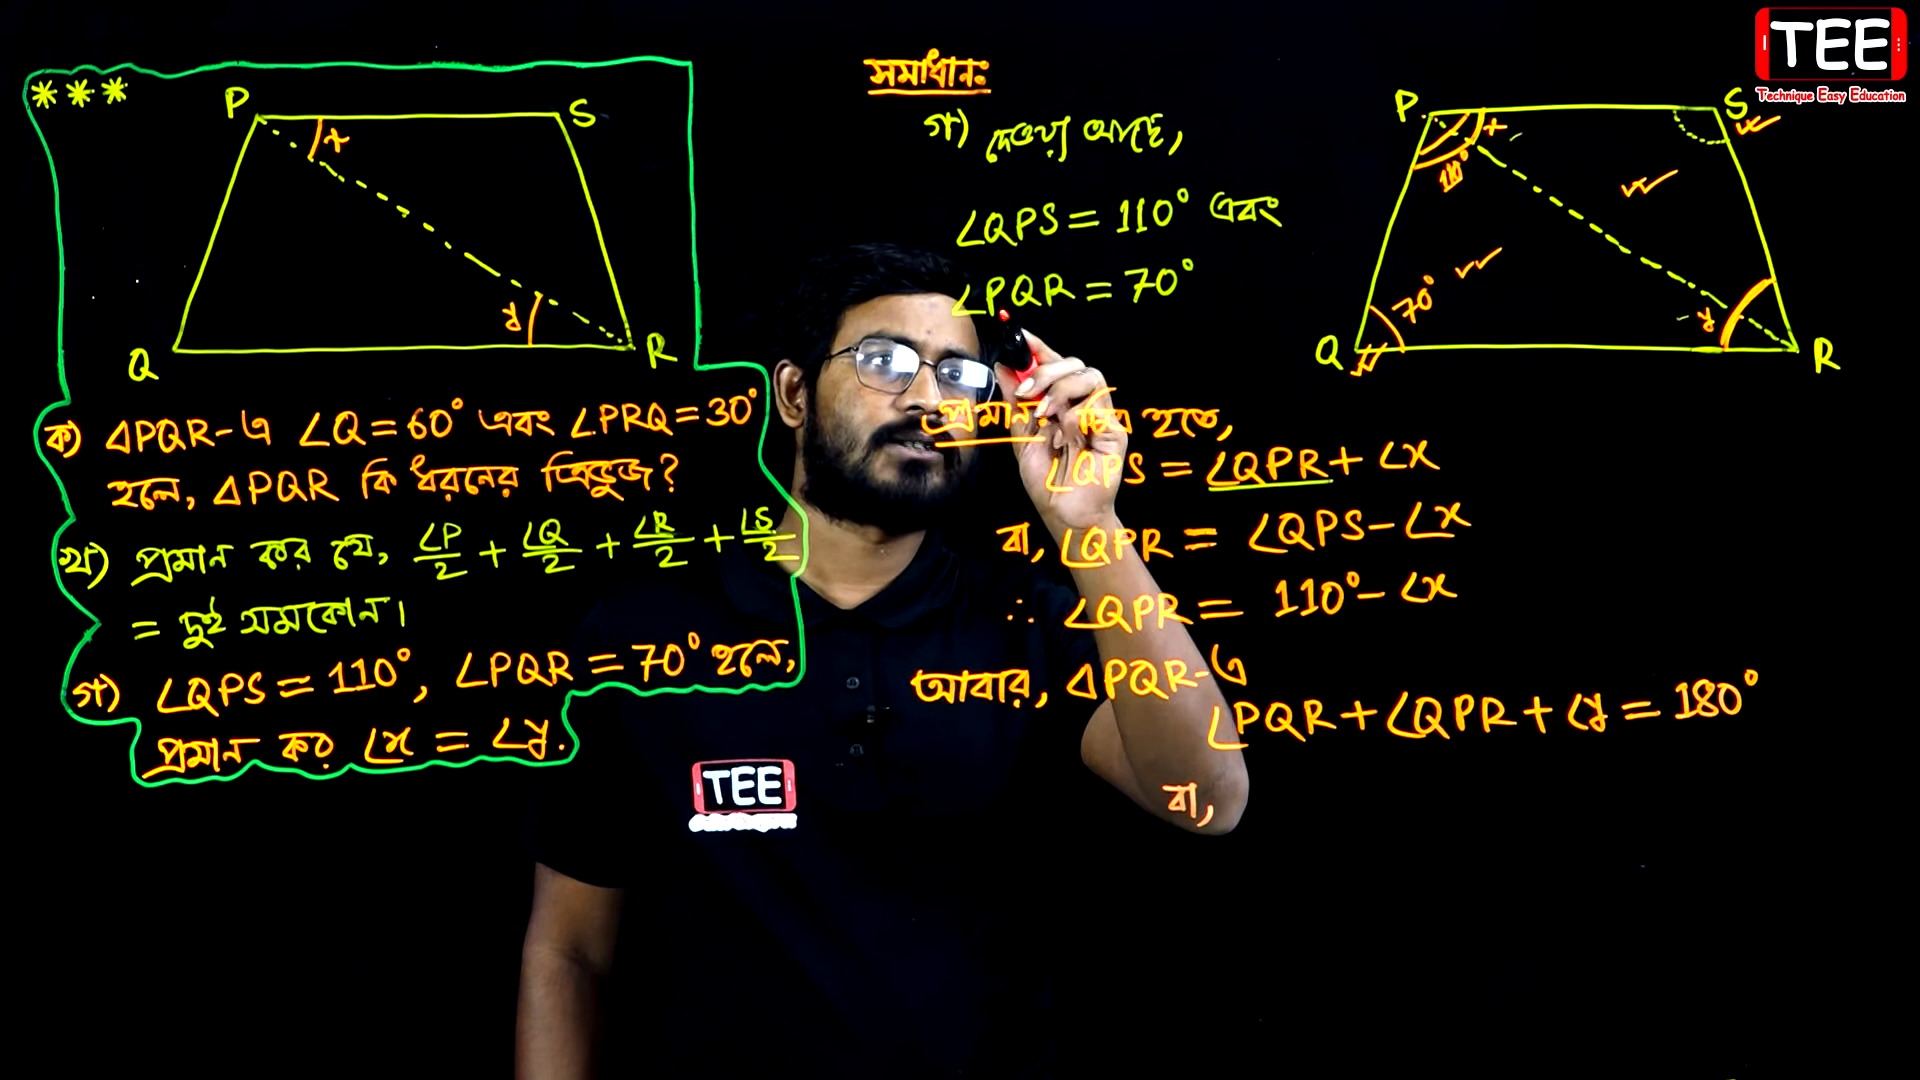 ***
P
S
x
y
Q
R
ক) ΔPQR-এ ∠Q = 60° এবং ∠PRQ = 30°
হলে, ΔPQR কি ধরনের ত্রিভুজ?
খ) প্রমান কর যে, ∠P/2 + ∠Q/2 + ∠R/2 + ∠S/2
= দুই সমকোন।
গ) ∠QPS = 110°, ∠PQR = 70° হলে,
প্রমান কর ∠x = ∠y.
সমাধান:
গ) দেওয়া আছে,
∠QPS = 110° এবং
∠PQR = 70°
প্রমান: চিত্র হতে,
∠QPS = ∠QPR + ∠x
বা, ∠QPR = ∠QPS - ∠x
∴ ∠QPR = 110° - ∠x
আবার, ΔPQR-এ
∠PQR + ∠QPR + ∠y = 180°
বা,
P
S
x
110°
70°
y
Q
R
TEE
Technique Easy Education
TEE